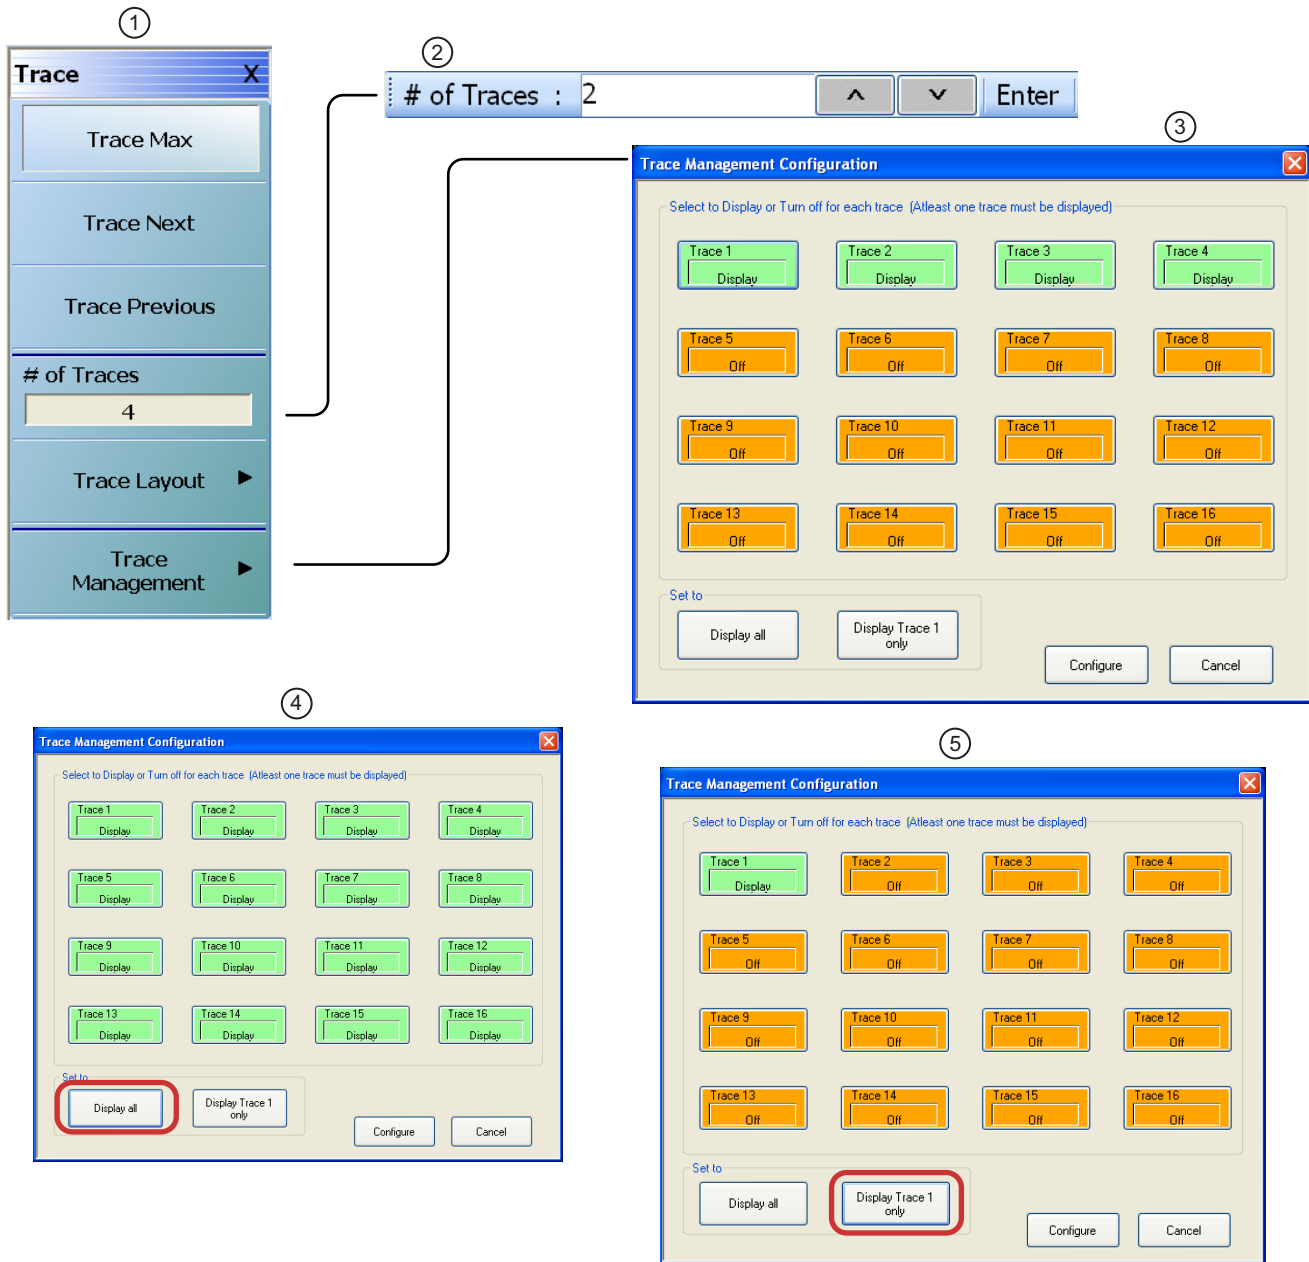 1
Trace X
Trace Max
Trace Next
Trace Previous
# of Traces
4
Trace Layout
Trace
Management
2
# of Traces : 2 Enter
3
Trace Management Configuration
Select to Display or Turn off for each trace (Atleast one trace must be displayed)
Trace 1 Trace 2 Trace 3 Trace 4
Display Display Display Display
Trace 5 Trace 6 Trace 7 Trace 8
Off Off Off Off
Trace 9 Trace 10 Trace 11 Trace 12
Off Off Off Off
Trace 13 Trace 14 Trace 15 Trace 16
Off Off Off Off
Set to
Display all Display Trace 1
only
Configure Cancel
4
Trace Management Configuration
Select to Display or Turn off for each trace (Atleast one trace must be displayed)
Trace 1 Trace 2 Trace 3 Trace 4
Display Display Display Display
Trace 5 Trace 6 Trace 7 Trace 8
Display Display Display Display
Trace 9 Trace 10 Trace 11 Trace 12
Display Display Display Display
Trace 13 Trace 14 Trace 15 Trace 16
Display Display Display Display
Set to
Display all Display Trace 1
only
Configure Cancel
5
Trace Management Configuration
Select to Display or Turn off for each trace (Atleast one trace must be displayed)
Trace 1 Trace 2 Trace 3 Trace 4
Display Off Off Off
Trace 5 Trace 6 Trace 7 Trace 8
Off Off Off Off
Trace 9 Trace 10 Trace 11 Trace 12
Off Off Off Off
Trace 13 Trace 14 Trace 15 Trace 16
Off Off Off Off
Set to
Display all Display Trace 1
only
Configure Cancel